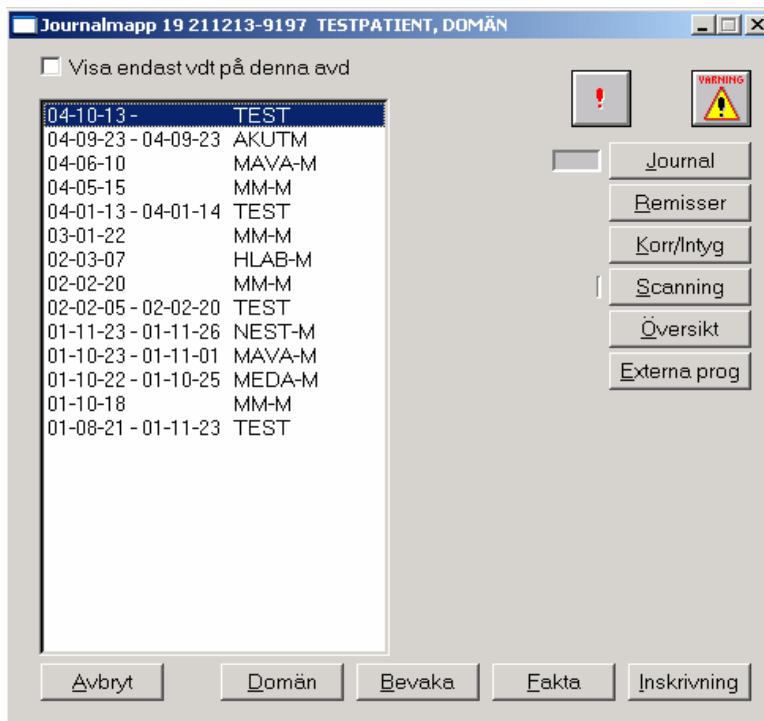 Journalmapp 19 211213-9197 TESTPATIENT, DOMÄN
Visa endast vdt på denna avd
!
VARNING
!
04-10-13 - TEST
04-09-23 - 04-09-23 AKUTM
04-06-10 MAVA-M
04-05-15 MM-M
04-01-13 - 04-01-14 TEST
03-01-22 MM-M
02-03-07 HLAB-M
02-02-20 MM-M
02-02-05 - 02-02-20 TEST
01-11-23 - 01-11-26 NEST-M
01-10-23 - 01-11-01 MAVA-M
01-10-22 - 01-10-25 MEDA-M
01-10-18 MM-M
01-08-21 - 01-11-23 TEST
Journal
Remisser
Korr/Intyg
Scanning
Översikt
Externa prog
Avbryt Domän Bevaka Fakta Inskrivning